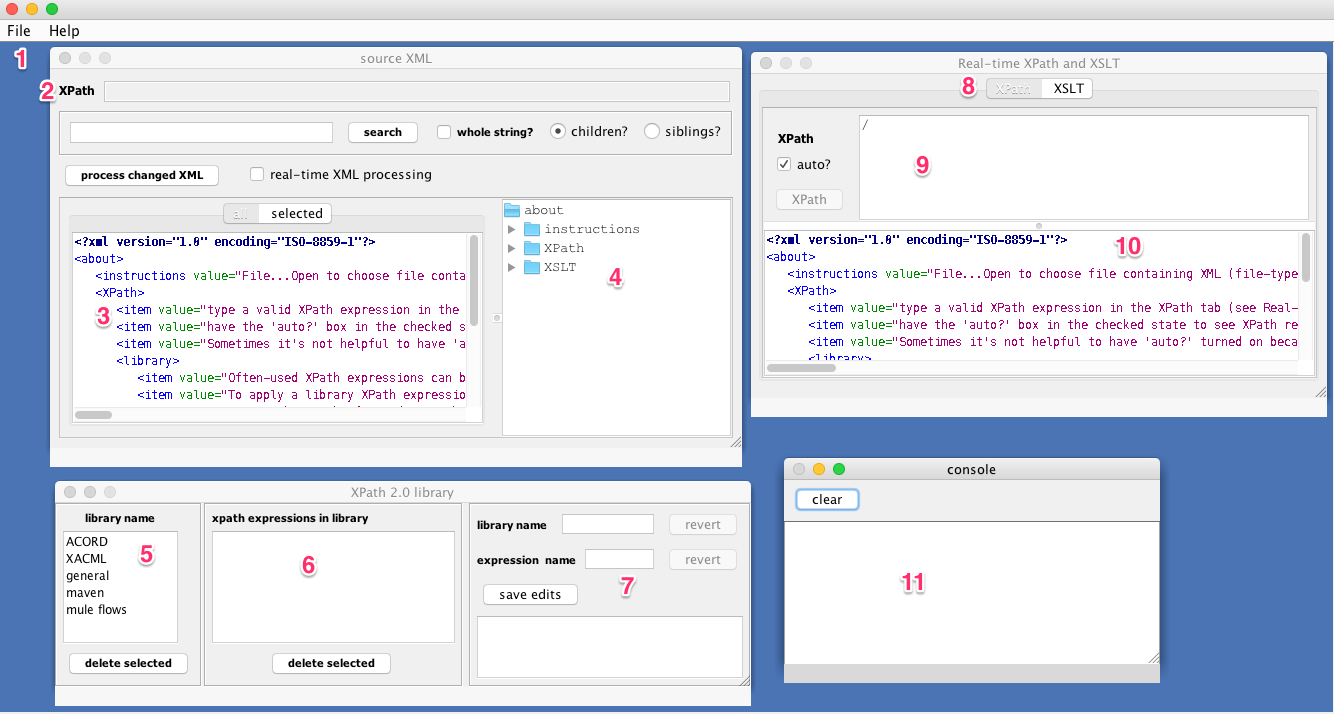 File Help
1
source XML
2 XPath
search whole string? children? siblings?
process changed XML real-time XML processing
all selected
<?xml version="1.0" encoding="ISO-8859-1"?>
<about>
<instructions value="File...Open to choose file conta
<XPath>
3 <item value="type a valid XPath expression in the
<item value="have the 'auto?' box in the checked s
<item value="Sometimes it's not helpful to have 'a
<library>
<item value="Often-used XPath expressions can b
<item value="To apply a library XPath expressio
about
instructions
XPath
XSLT
4
Real-time XPath and XSLT
8 XPath XSLT
XPath
auto?
XPath
/
9
<?xml version="1.0" encoding="ISO-8859-1"?>
10
<about>
<instructions value="File...Open to choose file containing XML (file-type
<XPath>
<item value="type a valid XPath expression in the XPath tab (see Real-
<item value="have the 'auto?' box in the checked state to see XPath re
<item value="Sometimes it's not helpful to have 'auto?' turned on beca
<library>
XPath 2.0 library
library name
ACORD
XACML
general
maven
mule flows
5
delete selected
xpath expressions in library
6
delete selected
library name revert
expression name revert
7
save edits
console
clear
11